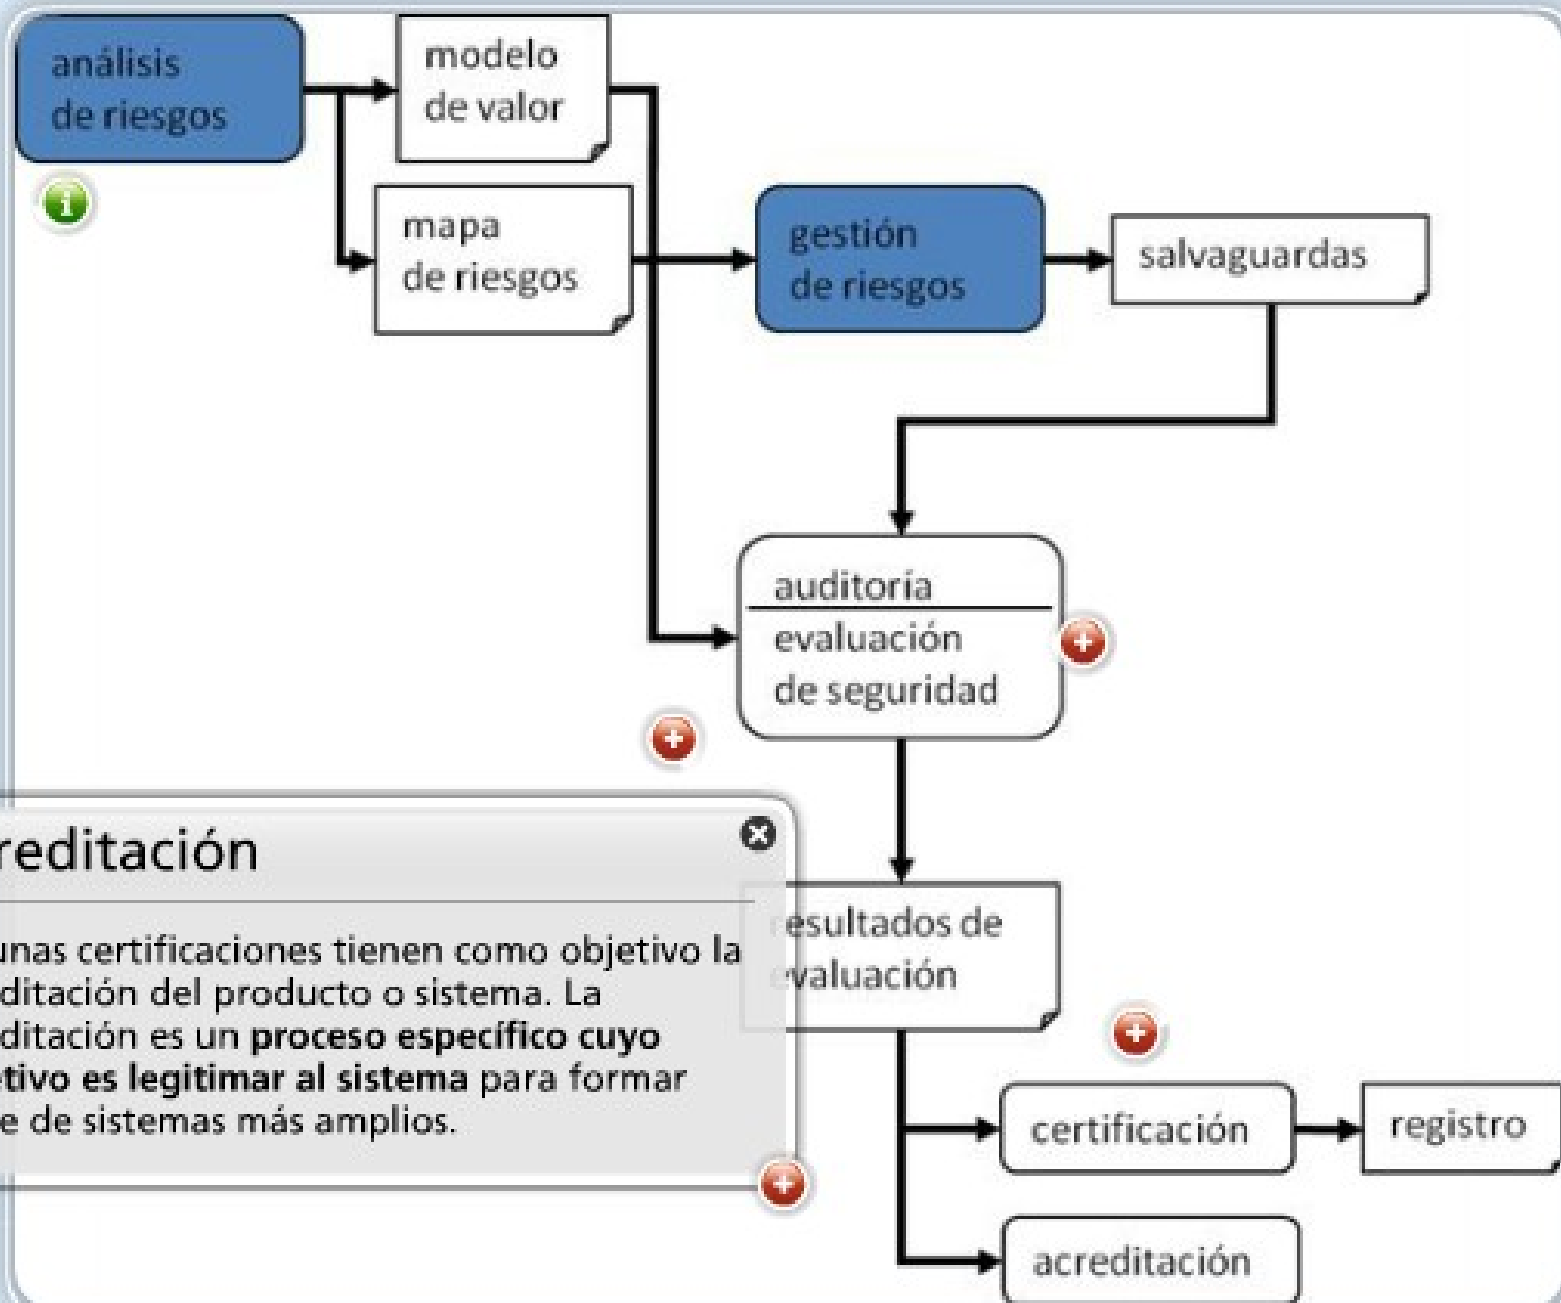 análisis
de riesgos
modelo
de valor
mapa
de riesgos
gestión
de riesgos
salvaguardas
auditoría
evaluación
de seguridad
reditación
unas certificaciones tienen como objetivo la
ditación del producto o sistema. La
ditación es un proceso específico cuyo
tivo es legitimar al sistema para formar
e de sistemas más amplios.
resultados de
evaluación
certificación
registro
acreditación